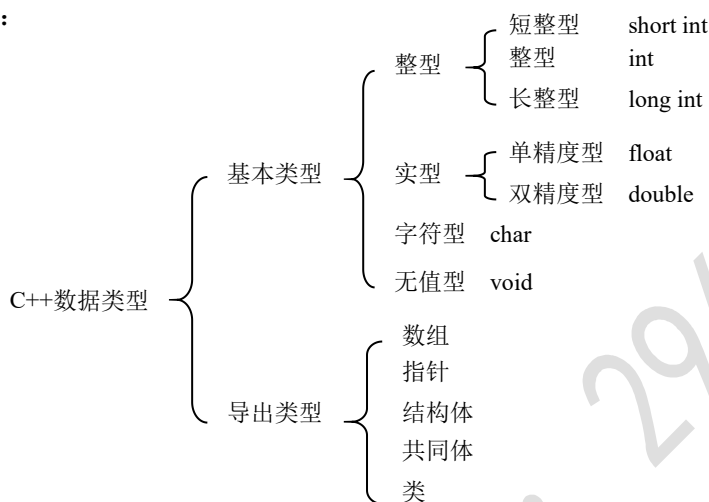 ：
短整型 short int
整型 整型 int
长整型 long int
单精度型 float
基本类型 实型
双精度型 double
字符型 char
无值型 void
C++数据类型
数组
指针
导出类型 结构体
共同体
类
29/